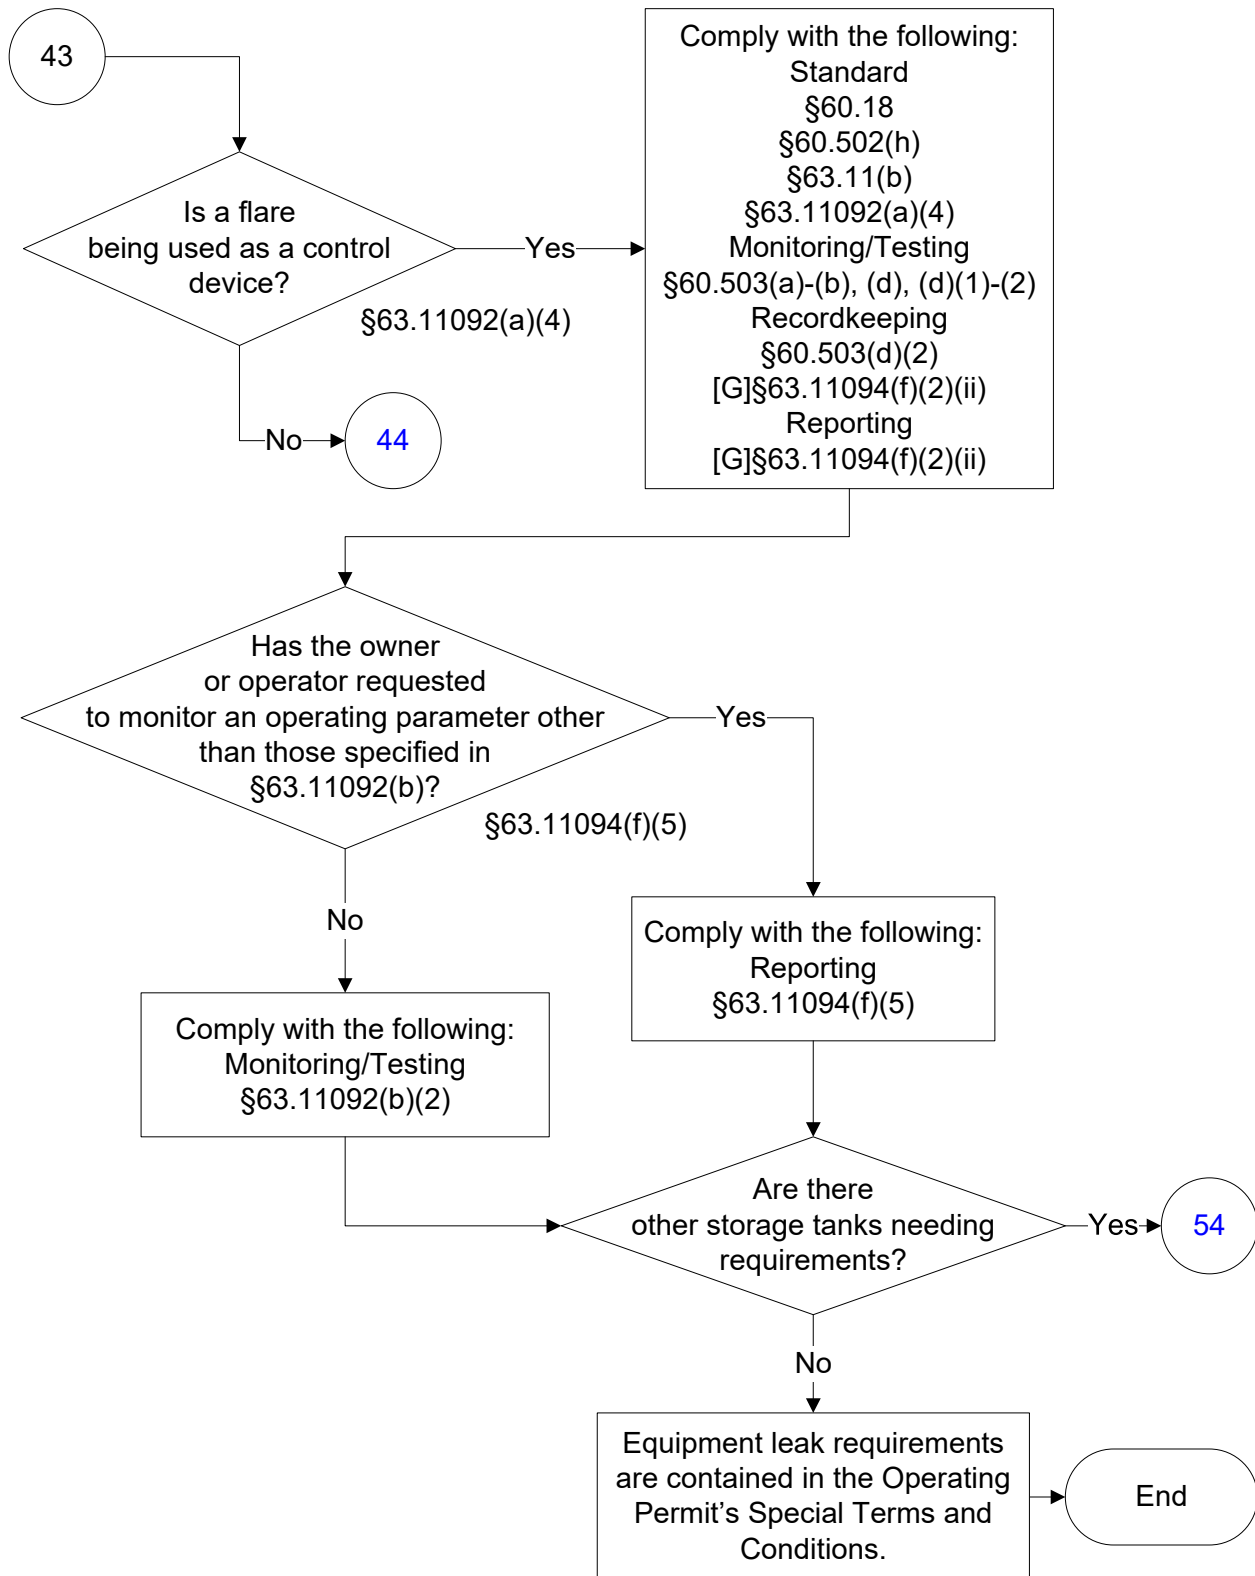 43
Is a flare
being used as a control
device?
§63.11092(a)(4)
Yes
Comply with the following:
Standard
§60.18
§60.502(h)
§63.11(b)
§63.11092(a)(4)
Monitoring/Testing
§60.503(a)-(b), (d), (d)(1)-(2)
Recordkeeping
§60.503(d)(2)
[G]§63.11094(f)(2)(ii)
Reporting
[G]§63.11094(f)(2)(ii)
No
44
Has the owner
or operator requested
to monitor an operating parameter other
than those specified in
§63.11092(b)?
§63.11094(f)(5)
Yes
No
Comply with the following:
Reporting
§63.11094(f)(5)
Comply with the following:
Monitoring/Testing
§63.11092(b)(2)
Are there
other storage tanks needing
requirements?
Yes
54
No
Equipment leak requirements
are contained in the Operating
Permit’s Special Terms and
Conditions.
End